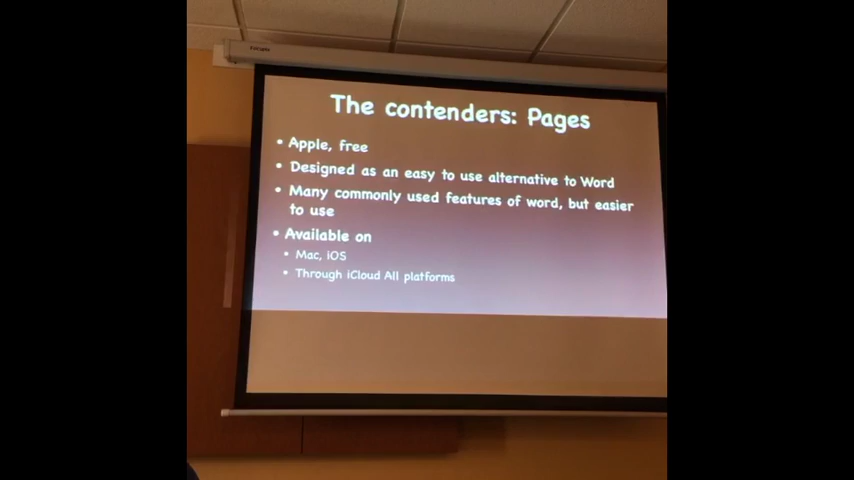 The contenders: Pages
• Apple, free
• Designed as an easy to use alternative to Word
• Many commonly used features of word, but easier
to use
• Available on
• Mac, iOS
• Through iCloud All platforms